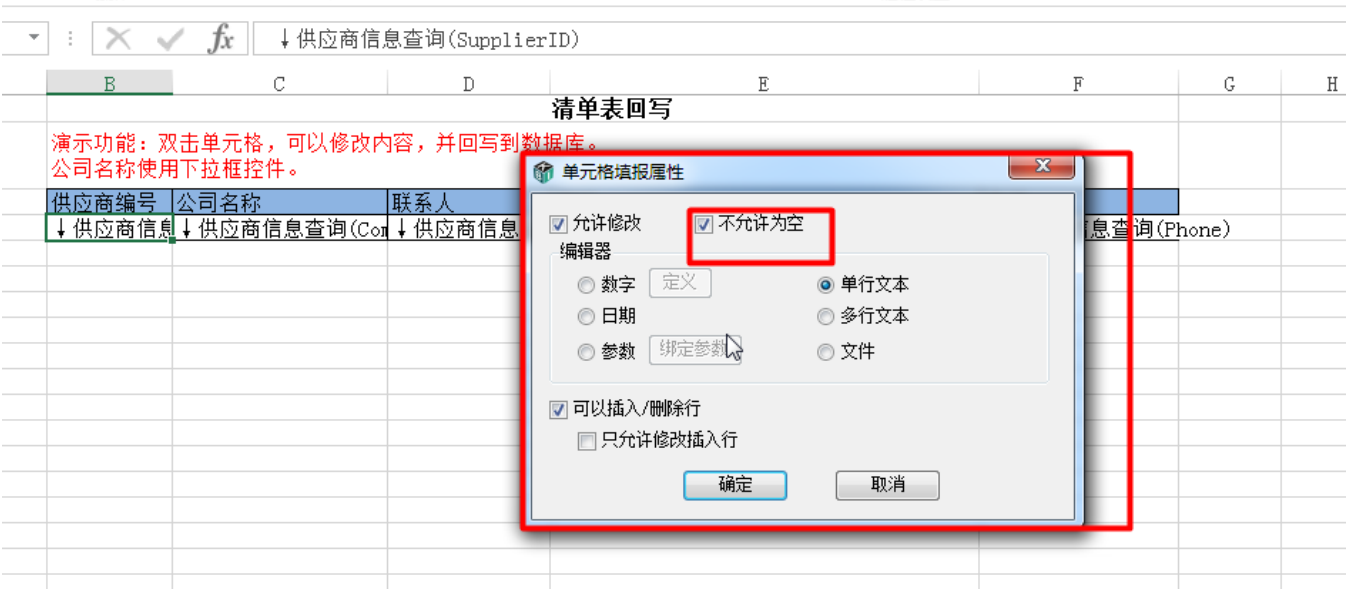 fx ↓供应商信息查询(SupplierID)
B C D E F G H
清单表回写
演示功能：双击单元格，可以修改内容，并回写到数据库。
公司名称使用下拉框控件。
供应商编号 公司名称 联系人
↓供应商信息 ↓供应商信息查询(Com ↓供应商信息 息查询(Phone)
单元格填报属性
允许修改 不允许为空
编辑器
数字 定义 单行文本
日期 多行文本
参数 绑定参数 文件
可以插入/删除行
只允许修改插入行
确定 取消